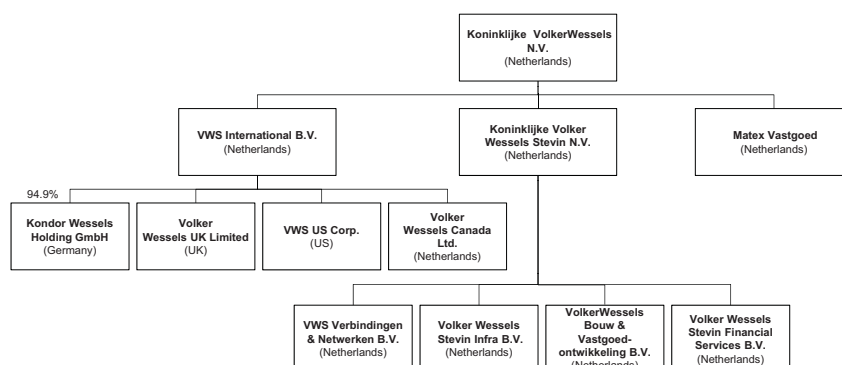 Koninklijke VolkerWessels
N.V.
(Netherlands)
VWS International B.V.
(Netherlands)
Koninklijke Volker
Wessels Stevin N.V.
(Netherlands)
Matex Vastgoed
(Netherlands)
94.9%
Kondor Wessels
Holding GmbH
(Germany)
Volker
Wessels UK Limited
(UK)
VWS US Corp.
(US)
Volker
Wessels Canada
Ltd.
(Netherlands)
VWS Verbindingen
& Netwerken B.V.
(Netherlands)
Volker Wessels
Stevin Infra B.V.
(Netherlands)
VolkerWessels
Bouw &
Vastgoed-
ontwikkeling B.V.
(Netherlands)
Volker Wessels
Stevin Financial
Services B.V.
(Netherlands)